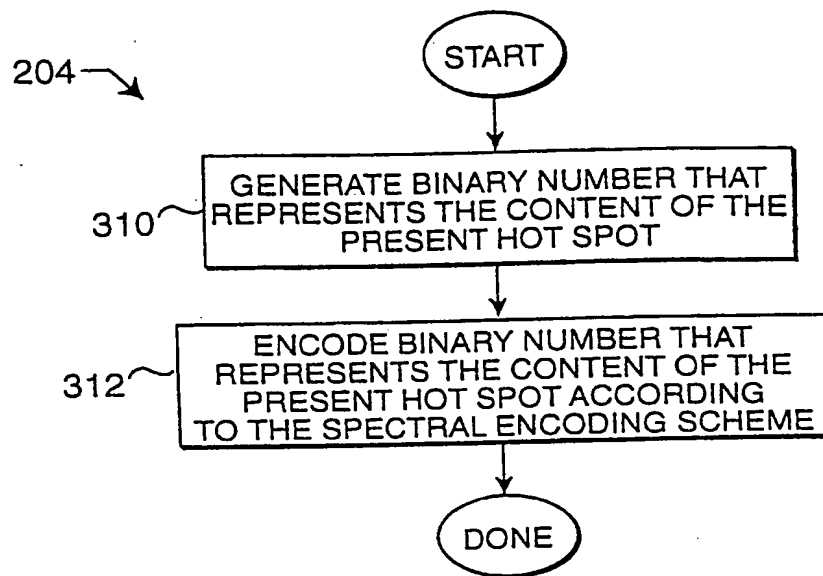 204
START
310
GENERATE BINARY NUMBER THAT
REPRESENTS THE CONTENT OF THE
PRESENT HOT SPOT.
312
ENCODE BINARY NUMBER THAT
REPRESENTS THE CONTENT OF THE
PRESENT HOT SPOT ACCORDING
TO THE SPECTRAL ENCODING SCHEME
DONE